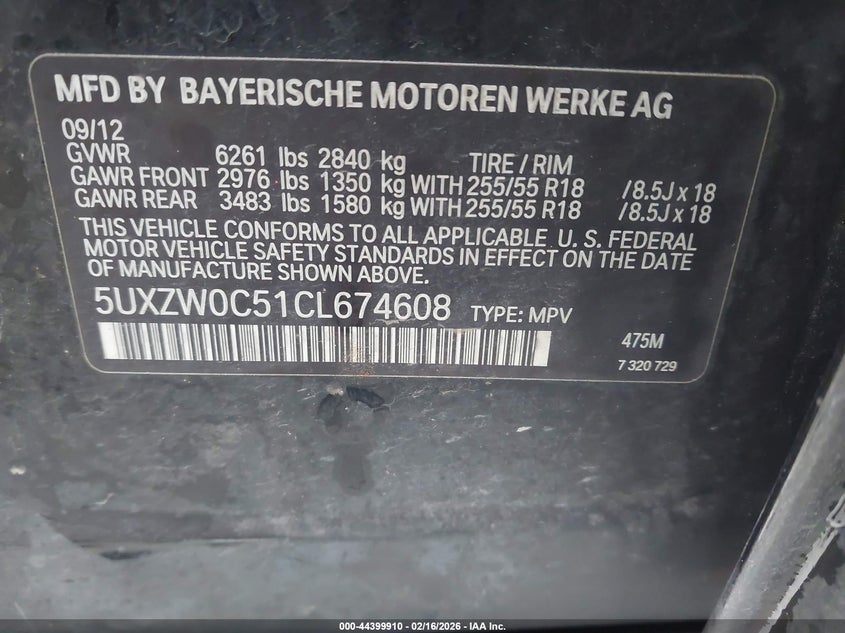 MFD BY BAYERISCHE MOTOREN WERKE AG
09/12
GVWR 6261 lbs 2840 kg TIRE / RIM
GAWR FRONT 2976 lbs 1350 kg WITH 255/55 R18 /8.5J x 18
GAWR REAR 3483 lbs 1580 kg WITH 255/55 R18 /8.5J x 18
THIS VEHICLE CONFORMS TO ALL APPLICABLE U. S. FEDERAL
MOTOR VEHICLE SAFETY STANDARDS IN EFFECT ON THE DATE
OF MANUFACTURE SHOWN ABOVE.
5UXZW0C51CL674608 TYPE: MPV
475M
7 320 729
000-44399910 - 02/16/2026 - IAA Inc.